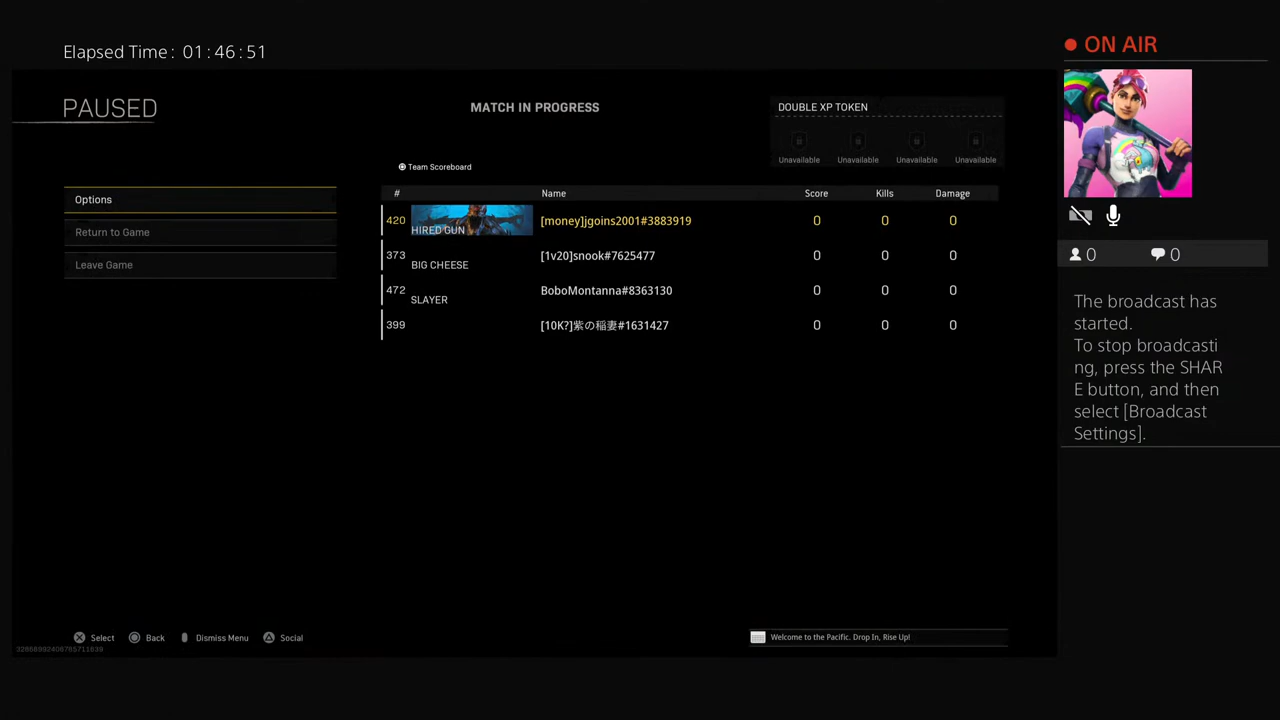 Elapsed Time: 01:46:51
ON AIR
PAUSED
MATCH IN PROGRESS
DOUBLE XP TOKEN
Unavailable Unavailable Unavailable Unavailable
Team Scoreboard
Options
Return to Game
Leave Game
# Name Score Kills Damage
420 HIRED GUN [money]jgoins2001#3883919 0 0 0
373 BIG CHEESE [1v20]snook#7625477 0 0 0
472 SLAYER BoboMontanna#8363130 0 0 0
399 [10K?]紫の稲妻#1631427 0 0 0
0 0
The broadcast has
started.
To stop broadcasti
ng, press the SHAR
E button, and then
select [Broadcast
Settings].
Select Back Dismiss Menu Social
Welcome to the Pacific. Drop In, Rise Up!